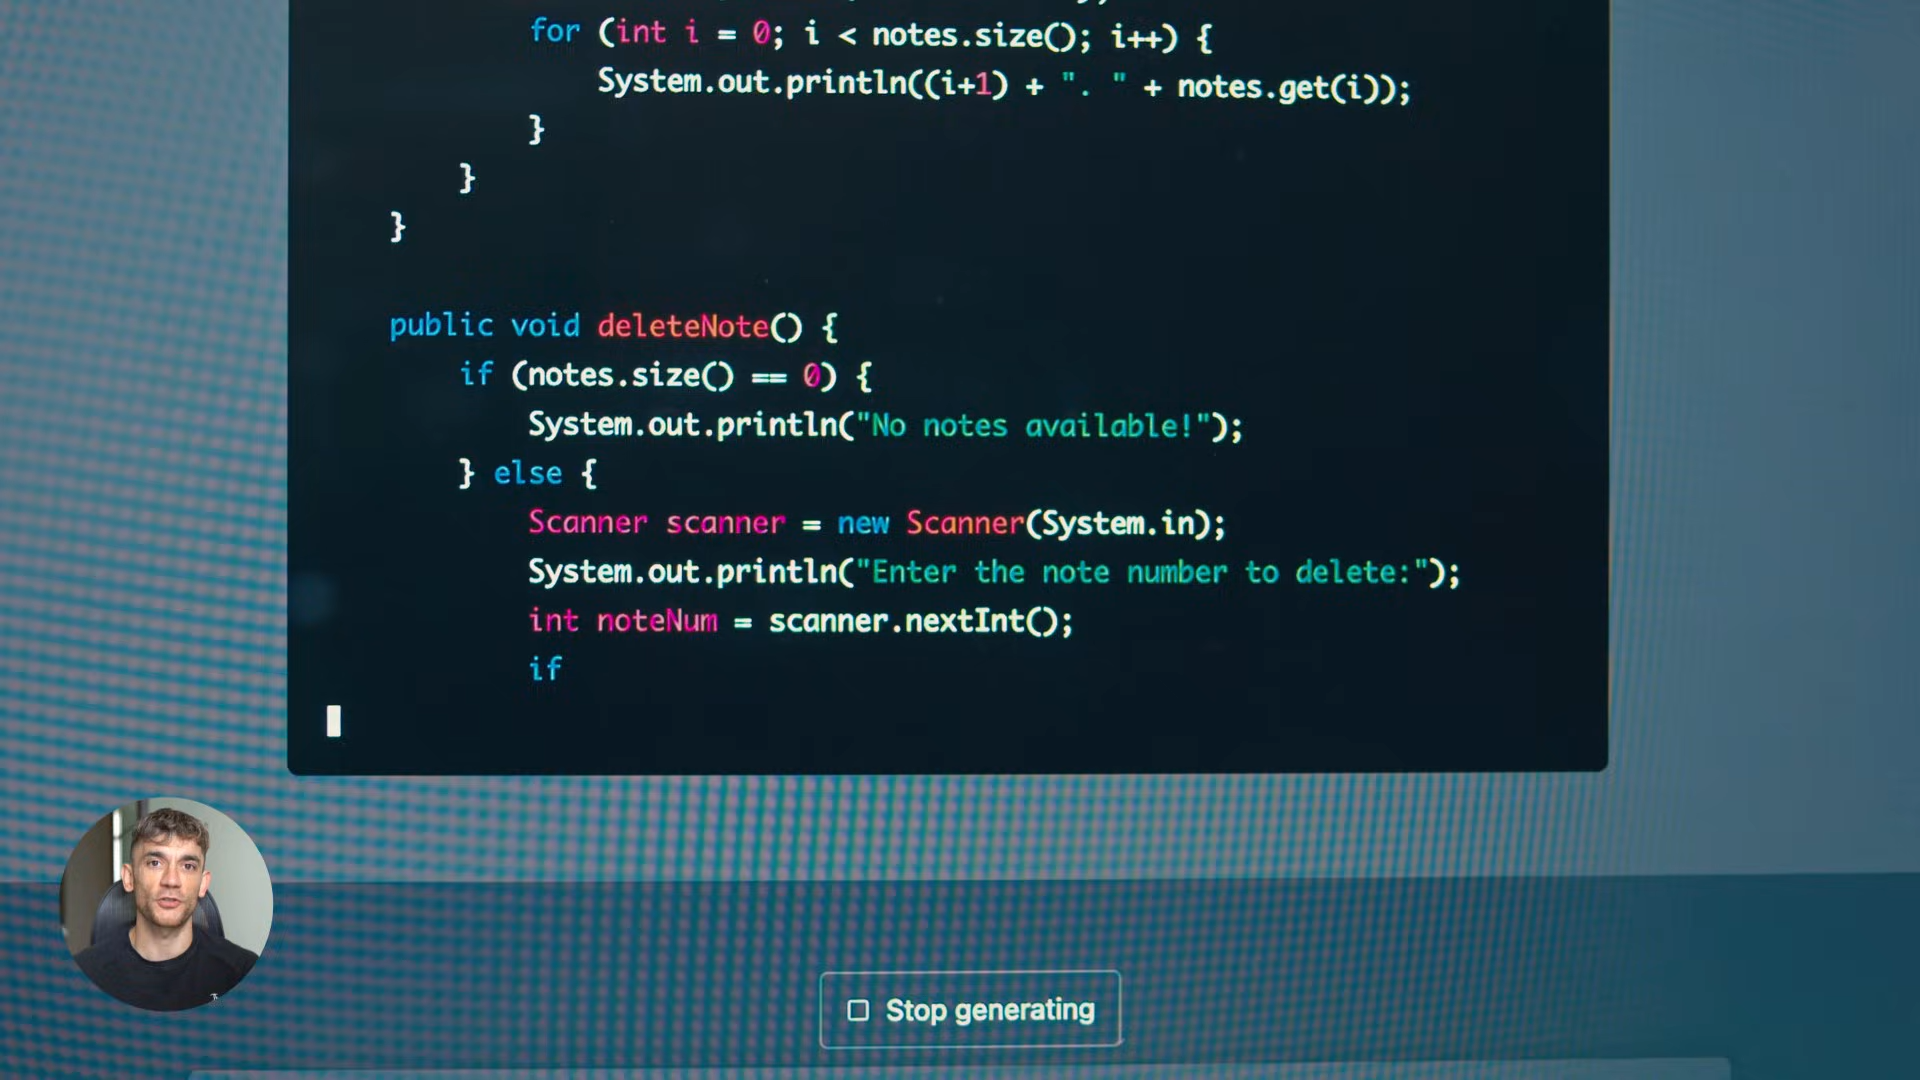 for (int i = 0; i < notes.size(); i++) {
System.out.println((i+1) + ". " + notes.get(i));
}
}
}
public void deleteNote() {
if (notes.size() == 0) {
System.out.println("No notes available!");
} else {
Scanner scanner = new Scanner(System.in);
System.out.println("Enter the note number to delete:");
int noteNum = scanner.nextInt();
if
Stop generating